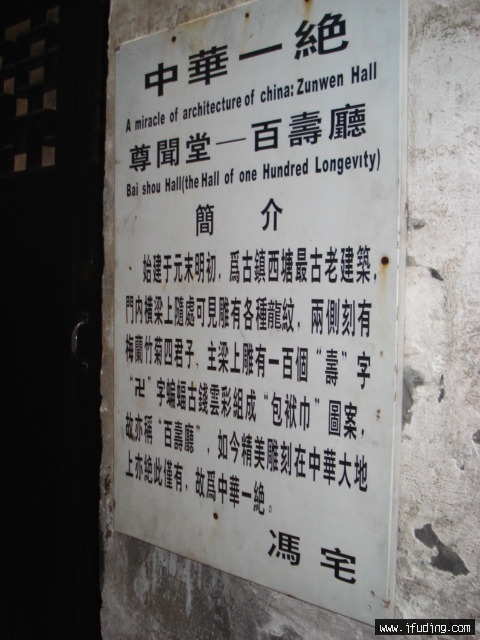 中華一絶
A miracle of architecture of china: Zunwen Hall
尊聞堂—百壽廳
Bai shou Hall(the Hall of one Hundred Longevity)
簡 介
始建于元末明初，爲古鎮西塘最古老建築，
門内橫梁上隨處可見雕有各種龍紋，兩側刻有
梅蘭竹菊四君子，主梁上雕有一百個“壽”字
“卍”字蝙蝠古錢雲彩組成“包袱巾”圖案，
故亦稱“百壽廳”，如今精美雕刻在中華大地
上亦絶此僅有，故爲中華一絶。
馮宅
www.jfuding.com